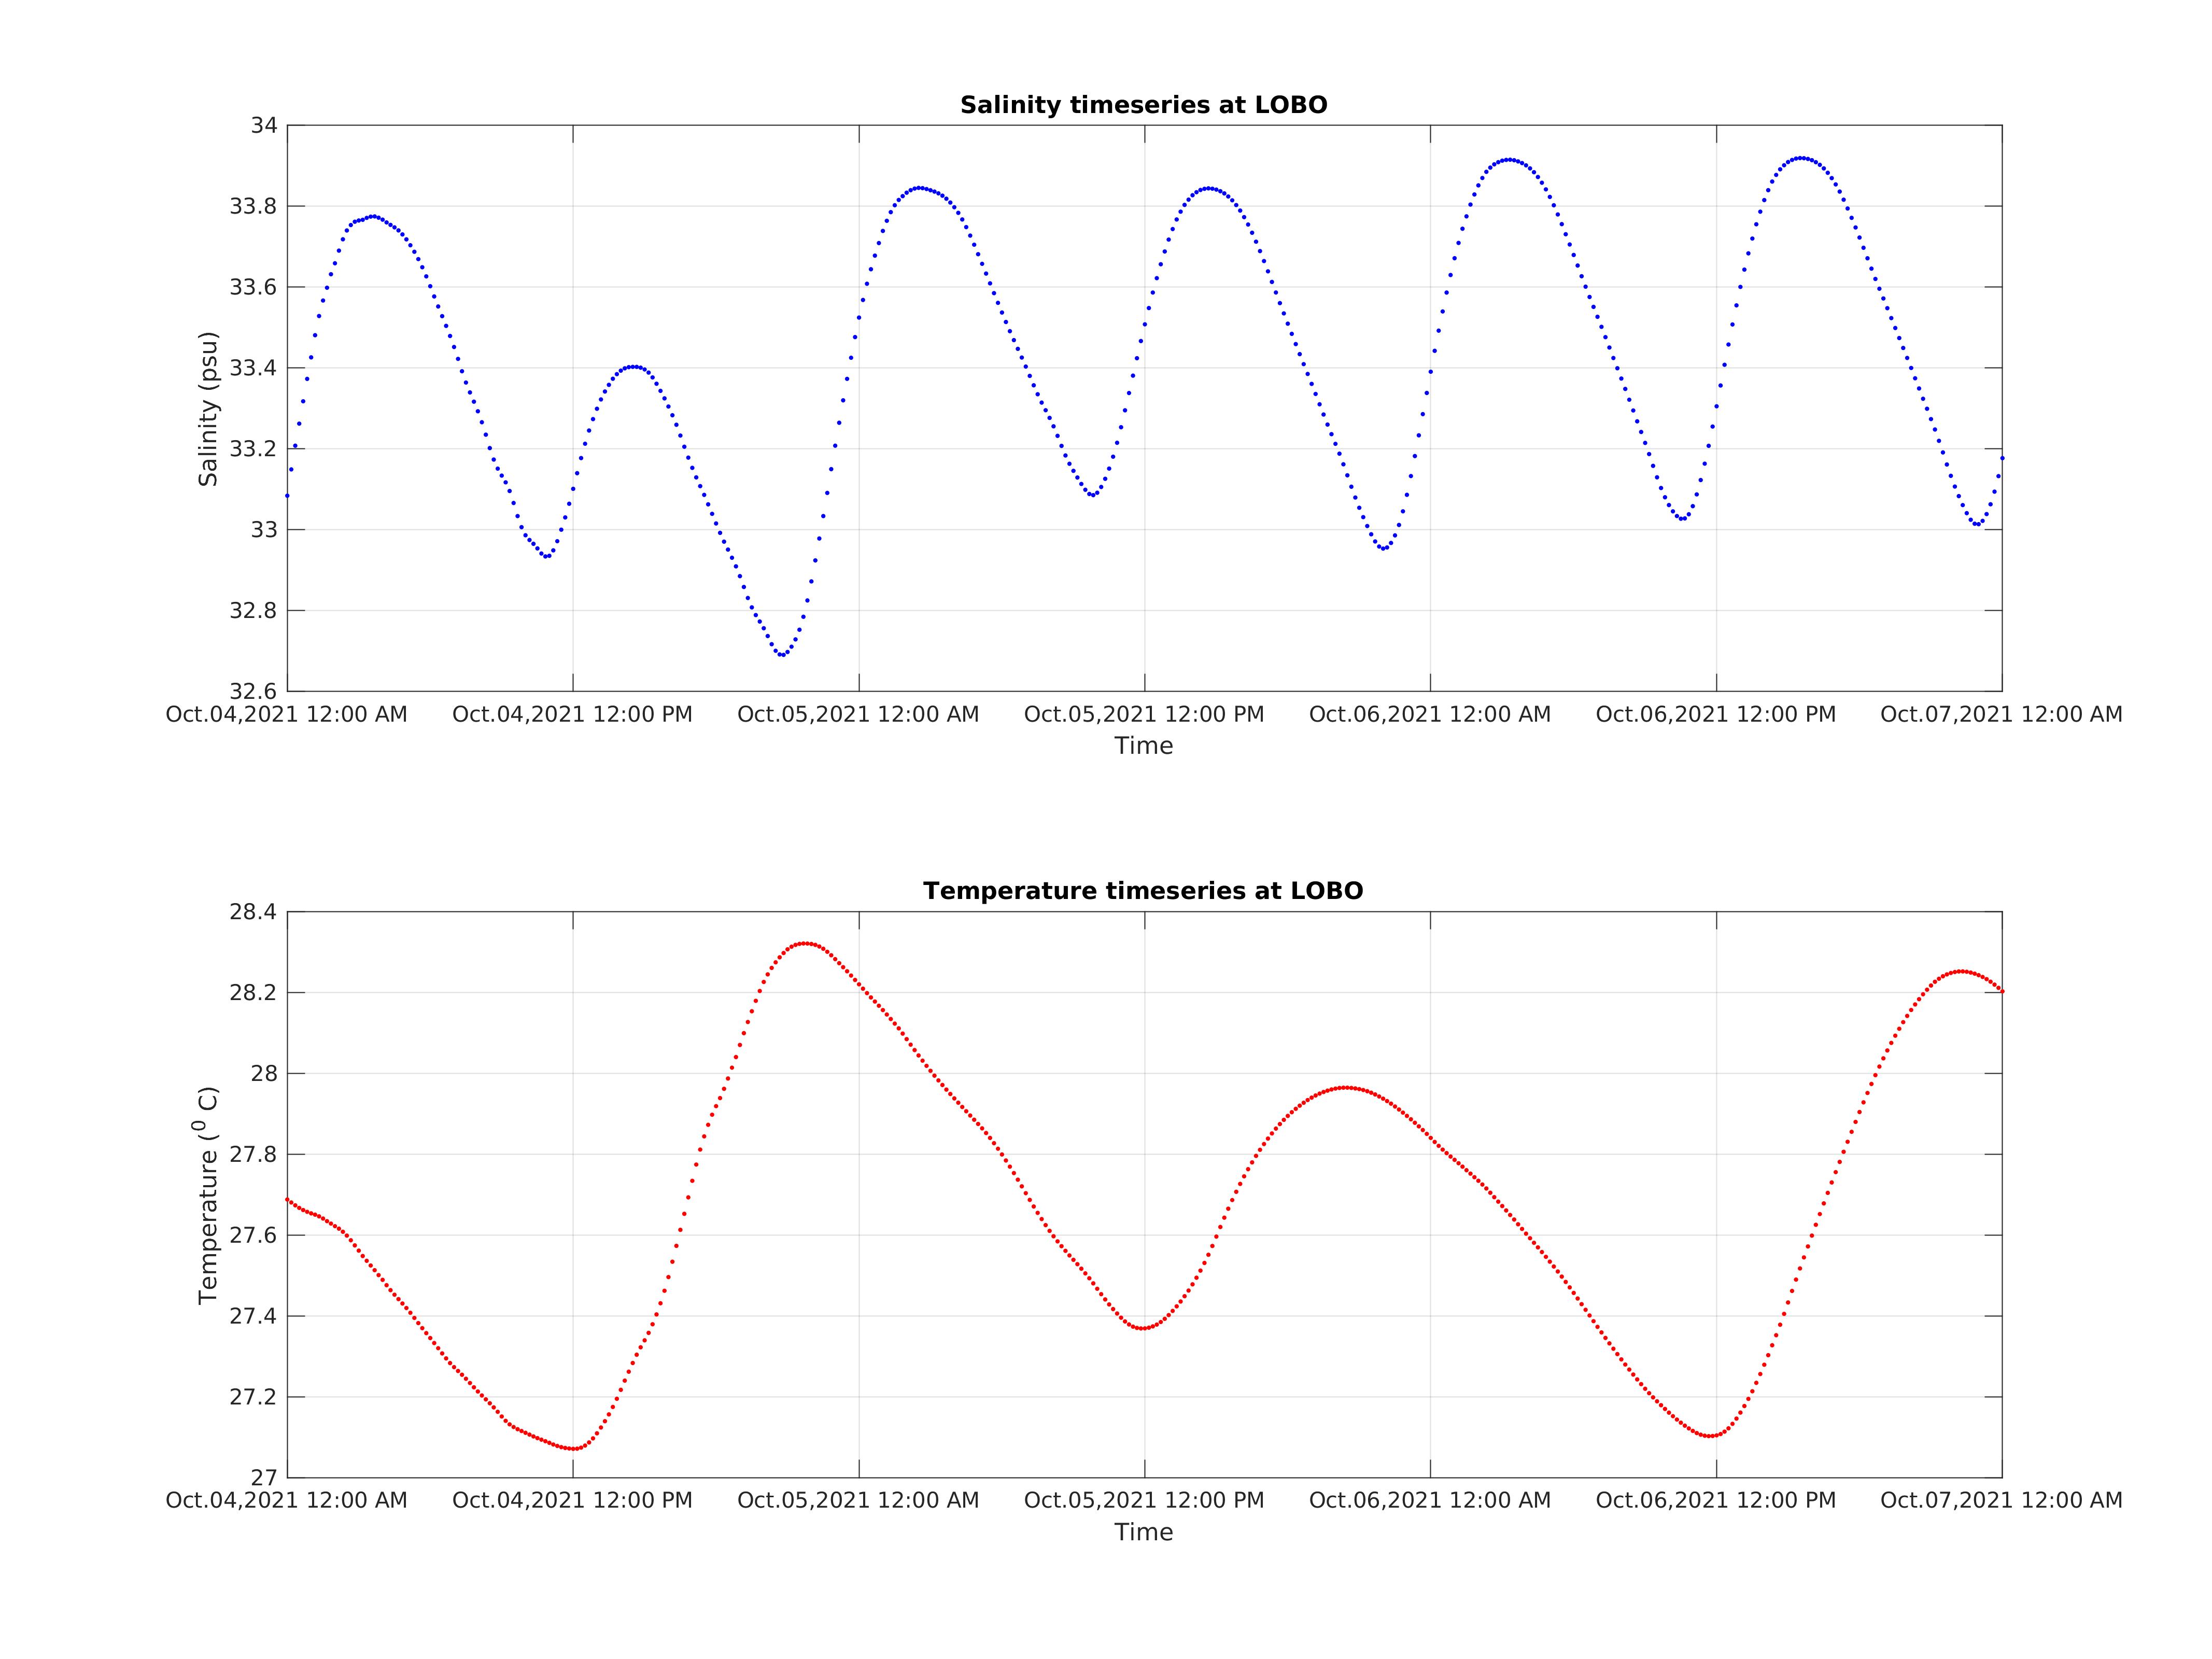 Salinity timeseries at LOBO
34
33.8
33.6
33.4
33.2
33
32.8
32.6
Salinity (psu)
Oct.04,2021 12:00 AM Oct.04,2021 12:00 PM Oct.05,2021 12:00 AM Oct.05,2021 12:00 PM Oct.06,2021 12:00 AM Oct.06,2021 12:00 PM Oct.07,2021 12:00 AM
Time
Temperature timeseries at LOBO
28.4
28.2
28
27.8
27.6
27.4
27.2
27
Temperature (⁰ C)
Oct.04,2021 12:00 AM Oct.04,2021 12:00 PM Oct.05,2021 12:00 AM Oct.05,2021 12:00 PM Oct.06,2021 12:00 AM Oct.06,2021 12:00 PM Oct.07,2021 12:00 AM
Time